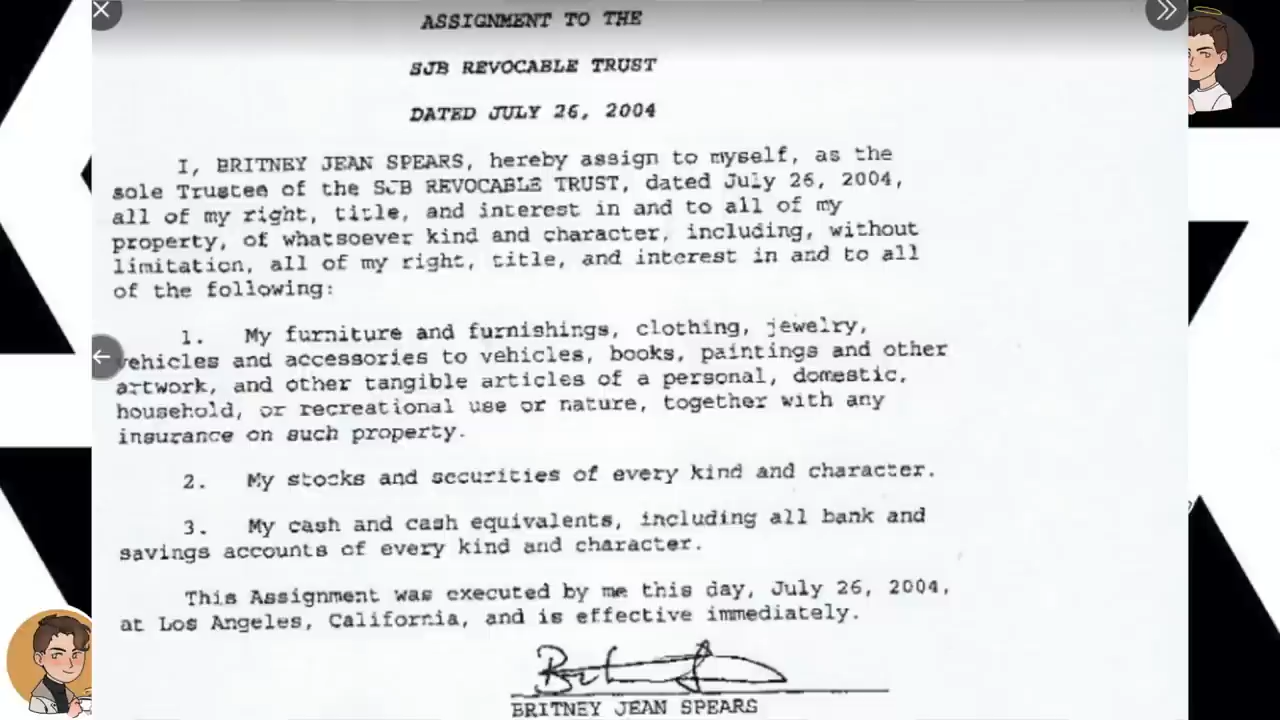 ASSIGNMENT TO THE
SJB REVOCABLE TRUST
DATED JULY 26, 2004
I, BRITNEY JEAN SPEARS, hereby assign to myself, as the
sole Trustee of the SJB REVOCABLE TRUST, dated July 26, 2004,
all of my right, title, and interest in and to all of my
property, of whatsoever kind and character, including, without
limitation, all of my right, title, and interest in and to all
of the following:
1. My furniture and furnishings, clothing, jewelry,
vehicles and accessories to vehicles, books, paintings and other
artwork, and other tangible articles of a personal, domestic,
household, or recreational use or nature, together with any
insurance on such property.
2. My stocks and securities of every kind and character.
3. My cash and cash equivalents, including all bank and
savings accounts of every kind and character.
This Assignment was executed by me this day, July 26, 2004,
at Los Angeles, California, and is effective immediately.
BRITNEY JEAN SPEARS